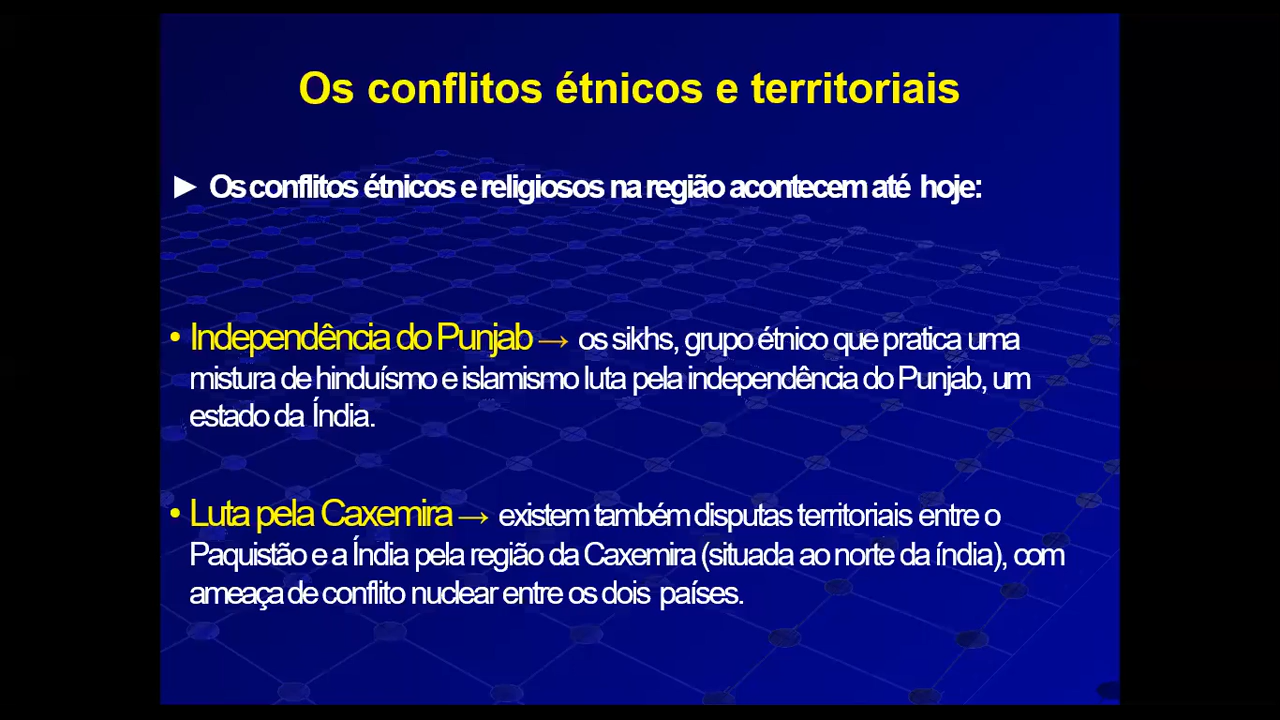 Os conflitos étnicos e territoriais
► Os conflitos étnicos e religiosos na região acontecem até hoje:
• Independência do Punjab → os sikhs, grupo étnico que pratica uma
mistura de hinduísmo e islamismo luta pela independência do Punjab, um
estado da Índia.
• Luta pela Caxemira → existem também disputas territoriais entre o
Paquistão e a Índia pela região da Caxemira (situada ao norte da índia), com
ameaça de conflito nuclear entre os dois países.